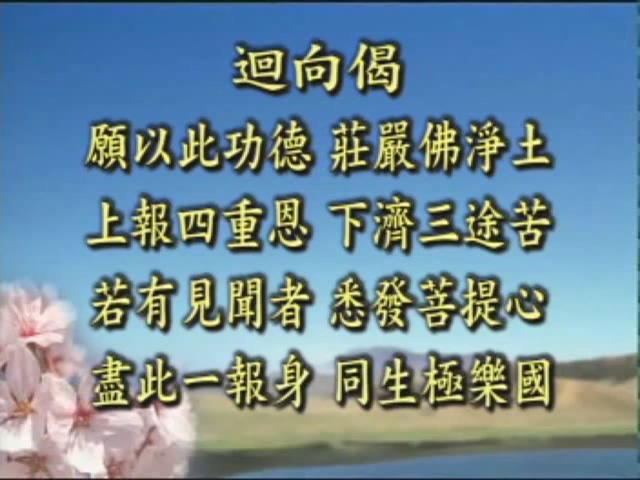 迴向偈
願以此功德 莊嚴佛淨土
上報四重恩 下濟三途苦
若有見聞者 悉發菩提心
盡此一報身 同生極樂國